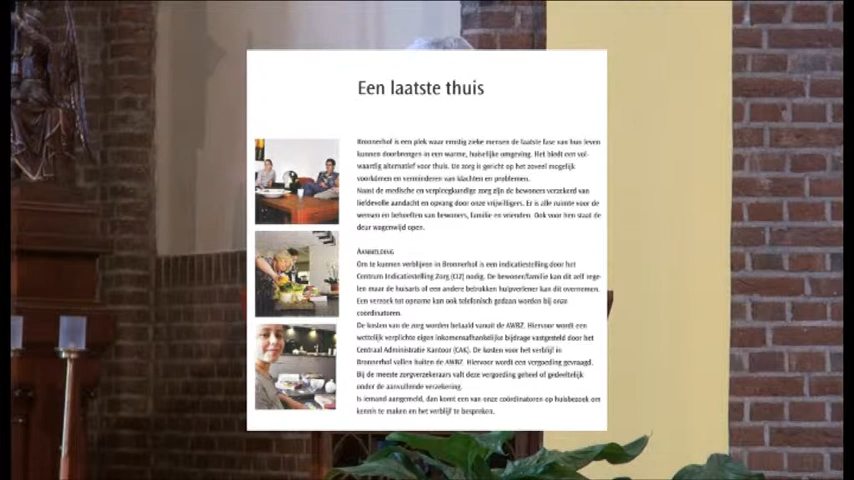 Een laatste thuis
Bronnerhof is een plek waar ernstig zieke mensen de laatste fase van hun leven
kunnen doorbrengen in een warme, huiselijke omgeving. Het biedt een vol-
waardig alternatief voor thuis. De zorg is gericht op het zoveel mogelijk
voorkómen en verminderen van klachten en problemen.
Naast de medische en verpleegkundige zorg zijn de bewoners verzekerd van
liefdevolle aandacht en opvang door onze vrijwilligers. Er is alle ruimte voor de
wensen en behoeften van bewoners, familie en vrienden. Ook voor hen staat de
deur wagenwijd open.
AANMELDING
Om te kunnen verblijven in Bronnerhof is een indicatiestelling door het
Centrum Indicatiestelling Zorg (CIZ) nodig. De bewoner/familie kan dit zelf rege-
len maar de huisarts of een andere betrokken hulpverlener kan dit overnemen.
Een verzoek tot opname kan ook telefonisch gedaan worden bij onze
coördinatoren.
De kosten van de zorg worden betaald vanuit de AWBZ. Hiervoor wordt een
wettelijk verplichte eigen inkomensafhankelijke bijdrage vastgesteld door het
Centraal Administratie Kantoor (CAK). De kosten voor het verblijf in
Bronnerhof vallen buiten de AWBZ. Hiervoor wordt een vergoeding gevraagd.
Bij de meeste zorgverzekeraars valt deze vergoeding geheel of gedeeltelijk
onder de aanvullende verzekering.
Is iemand aangemeld, dan komt een van onze coördinatoren op huisbezoek om
kennis te maken en het verblijf te bespreken.